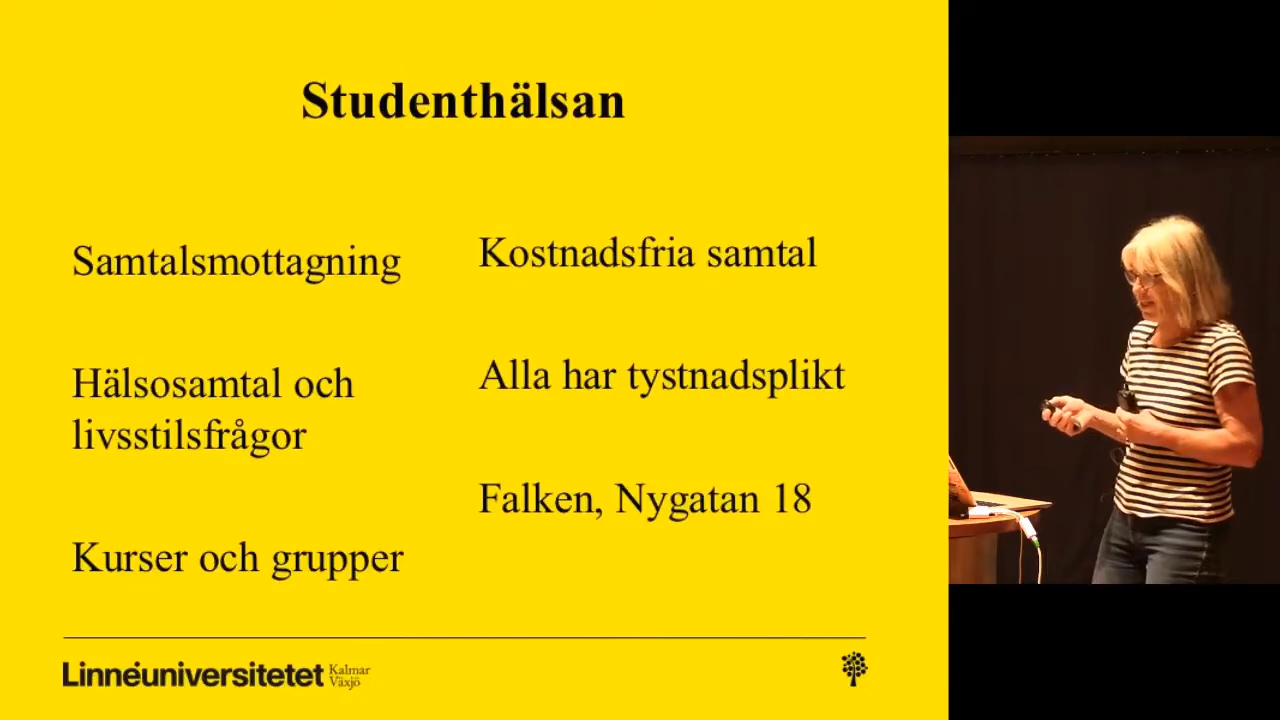 Studenthälsan
Samtalsmottagning
Hälsosamtal och
livsstilsfrågor
Kurser och grupper
Kostnadsfria samtal
Alla har tystnadsplikt
Falken, Nygatan 18
Linnéuniversitetet
Kalmar
Växjö